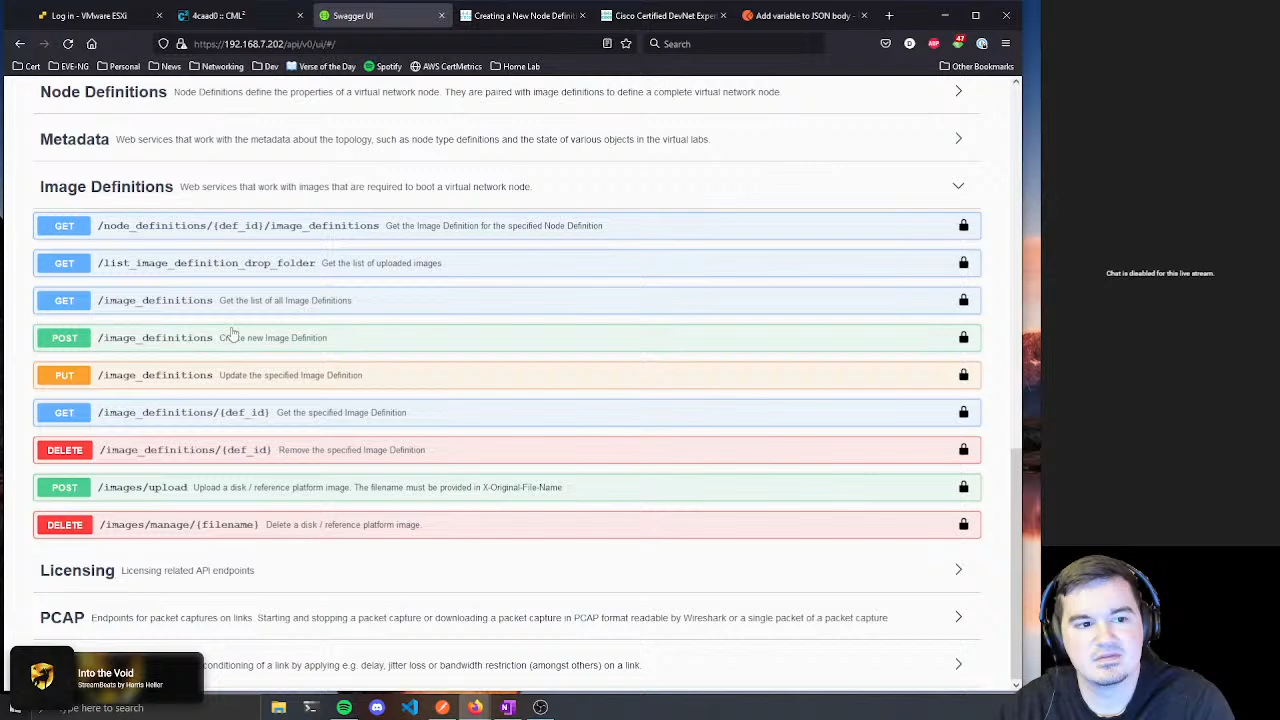 Log in - VMware ESXi
4caad0 :: CML²
Swagger UI
Creating a New Node Definiti
Cisco Certified DevNet Exper
Add variable to JSON body -
https://192.168.7.202/api/v0/ui/#/
Search
47
Cert
EVE-NG
Personal
News
Networking
Dev
Verse of the Day
Spotify
AWS CertMetrics
Home Lab
Other Bookmarks
Node Definitions Node Definitions define the properties of a virtual network node. They are paired with image definitions to define a complete virtual network node.
Metadata Web services that work with the metadata about the topology, such as node type definitions and the state of various objects in the virtual labs.
Image Definitions Web services that work with images that are required to boot a virtual network node.
GET /node_definitions/{def_id}/image_definitions Get the Image Definition for the specified Node Definition
GET /list_image_definition_drop_folder Get the list of uploaded images
GET /image_definitions Get the list of all Image Definitions
POST /image_definitions Create new Image Definition
PUT /image_definitions Update the specified Image Definition
GET /image_definitions/{def_id} Get the specified Image Definition
DELETE /image_definitions/{def_id} Remove the specified Image Definition
POST /images/upload Upload a disk / reference platform image. The filename must be provided in X-Original-File-Name
DELETE /images/manage/{filename} Delete a disk / reference platform image.
Licensing Licensing related API endpoints
PCAP Endpoints for packet captures on links. Starting and stopping a packet capture or downloading a packet capture in PCAP format readable by Wireshark or a single packet of a packet capture
conditioning of a link by applying e.g. delay, jitter loss or bandwidth restriction (amongst others) on a link.
Into the Void
StreamBeats by Harris Heller
ype here to search
Chat is disabled for this live stream.